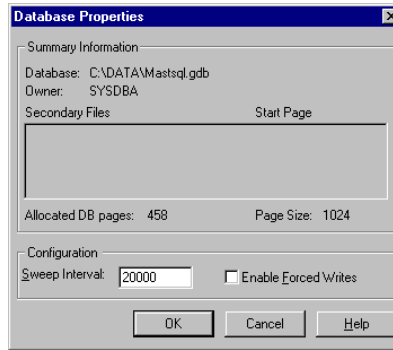 Database Properties
Summary Information
Database: C:\DATA\Mastsql.gdb
Owner: SYSDBA
Secondary Files Start Page
Allocated DB pages: 458 Page Size: 1024
Configuration
Sweep Interval: 20000 Enable Forced Writes
OK Cancel Help